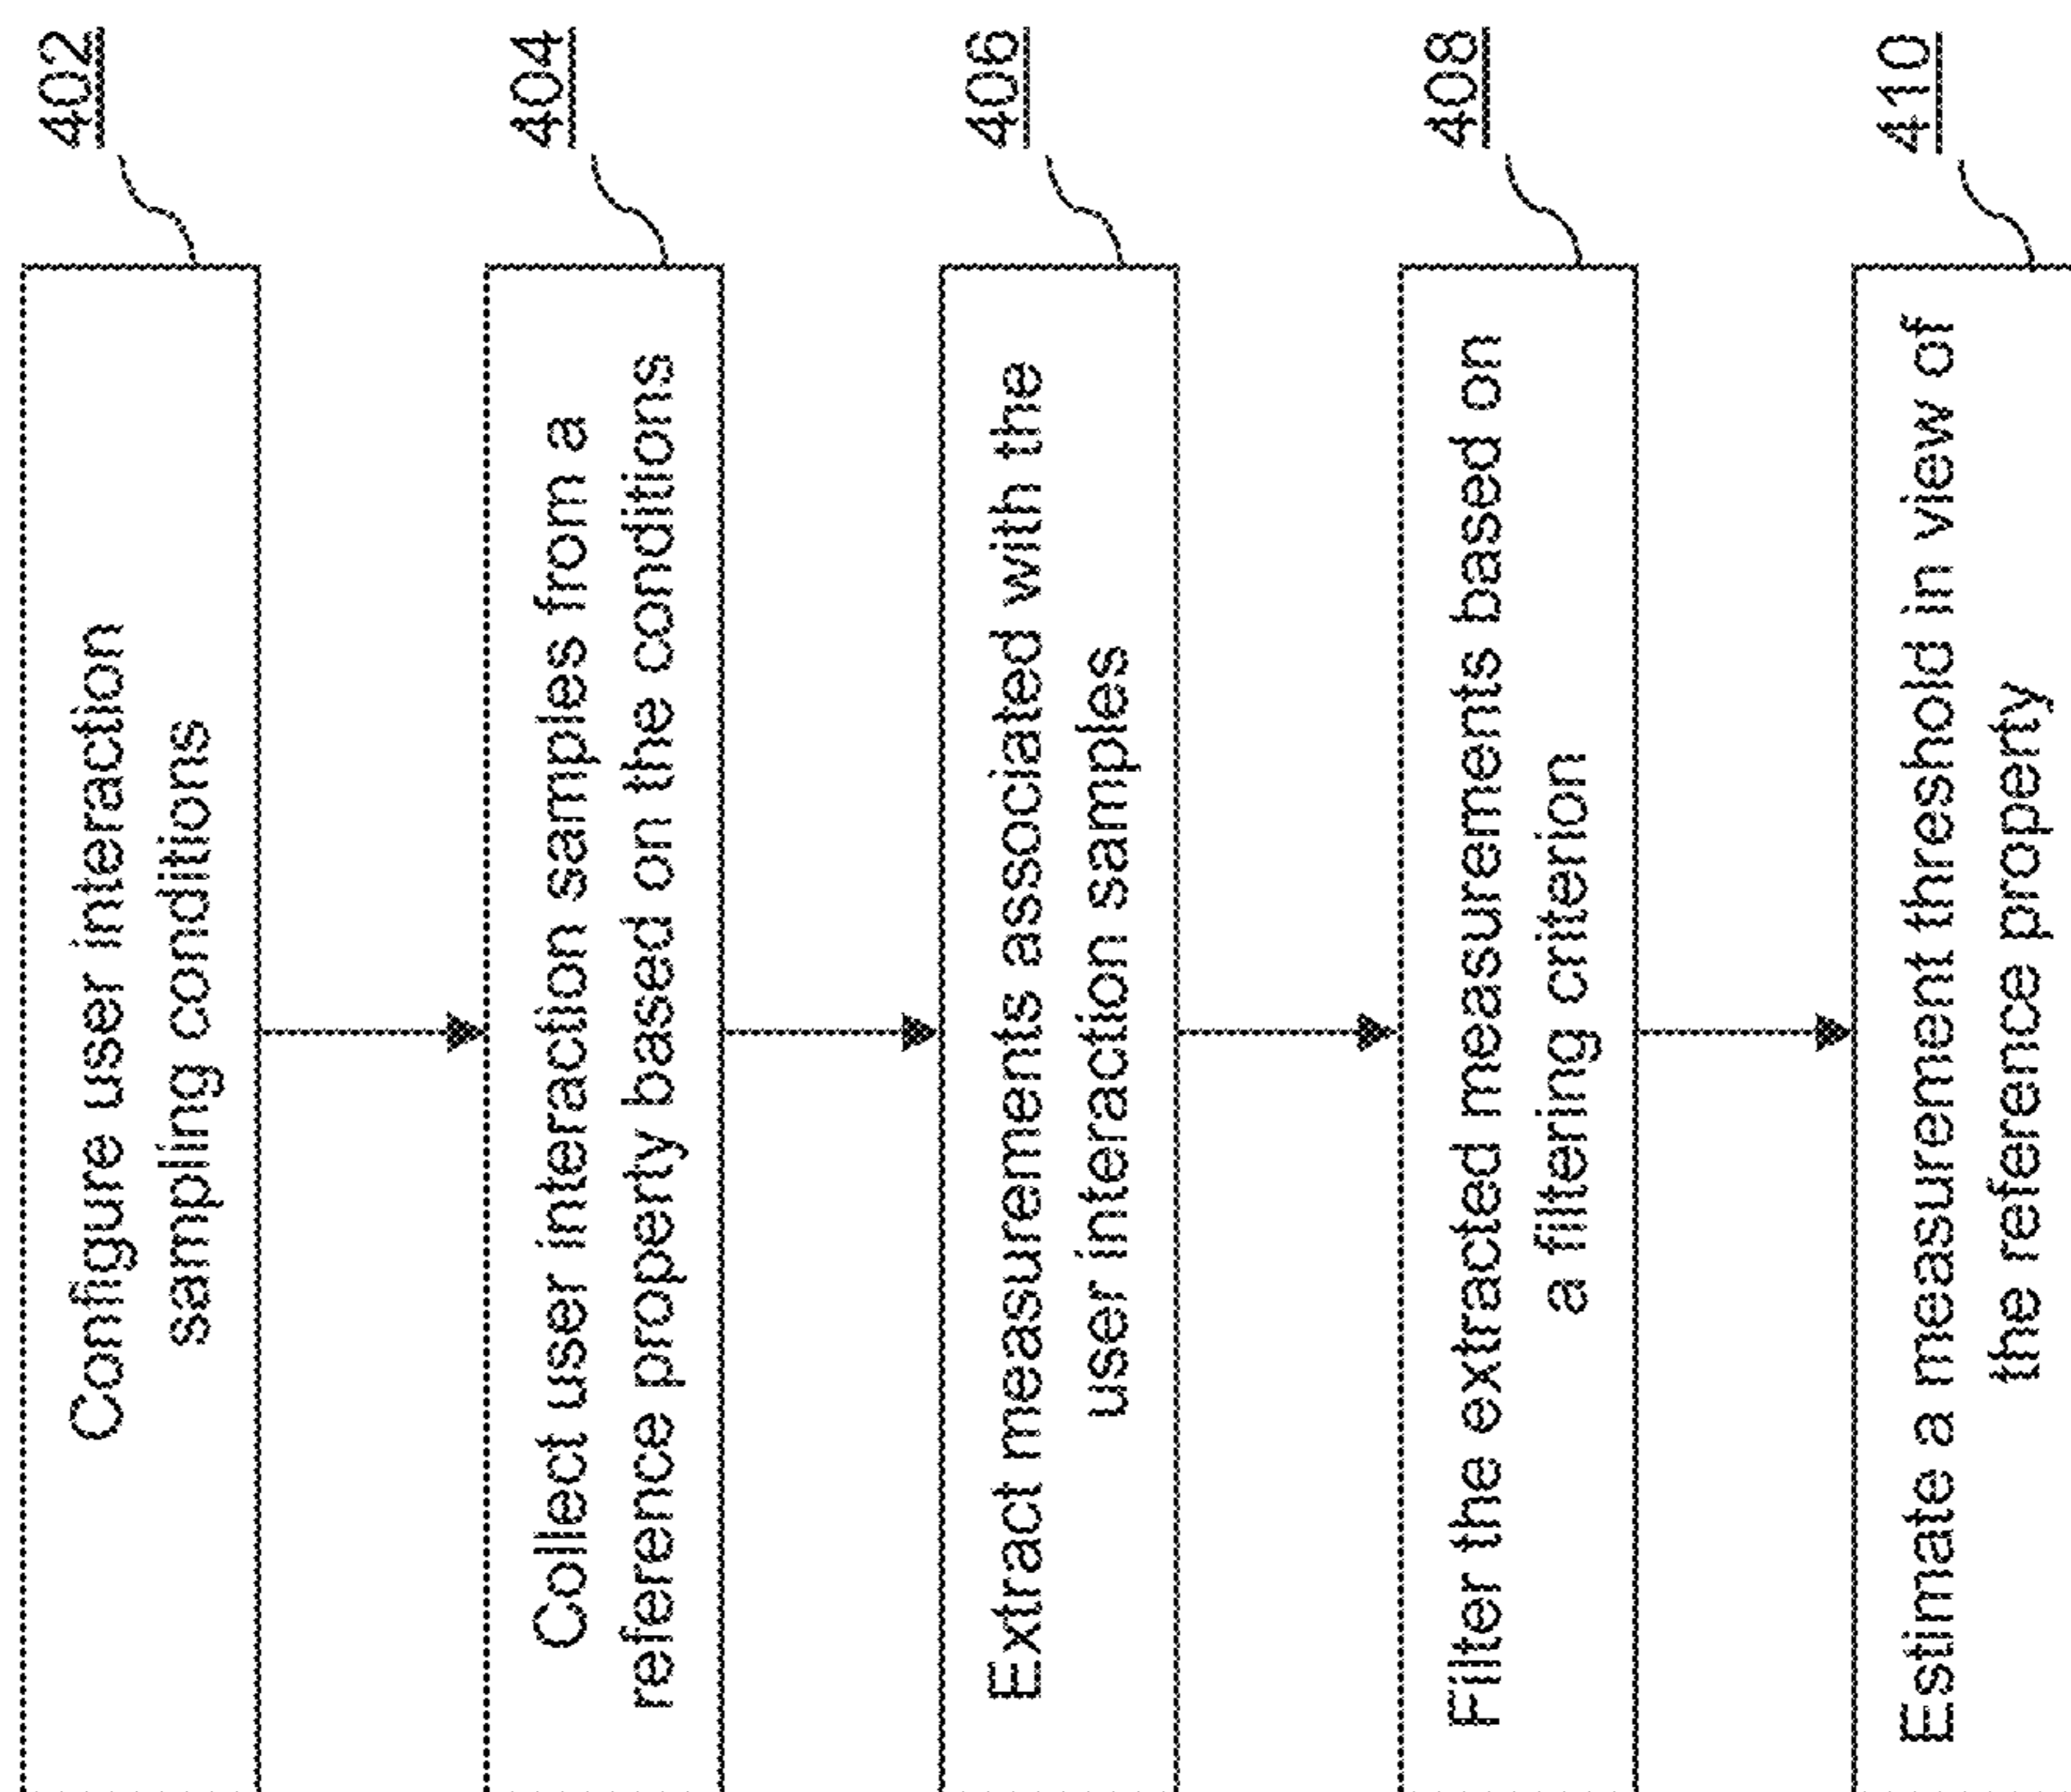 402
Configure user interaction
sampling conditions
404
Collect user interaction samples from a
reference property based on the conditions
406
Extract measurements associated with the
user interaction samples
408
Filter the extracted measurements based on
a filtering criterion
410
Estimate a measurement threshold in view of
the reference property